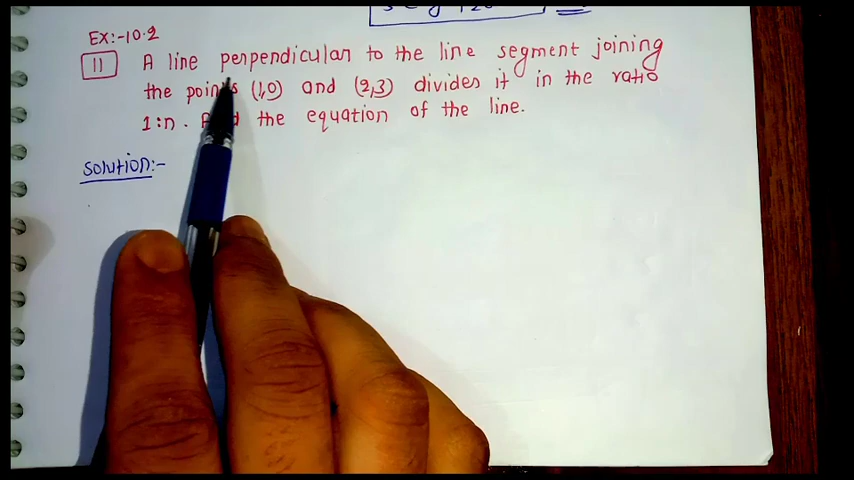 Ex:-10.2
11 A line perpendicular to the line segment joining
the points (1,0) and (2,3) divides it in the ratio
1:n. the equation of the line.
Solution:-